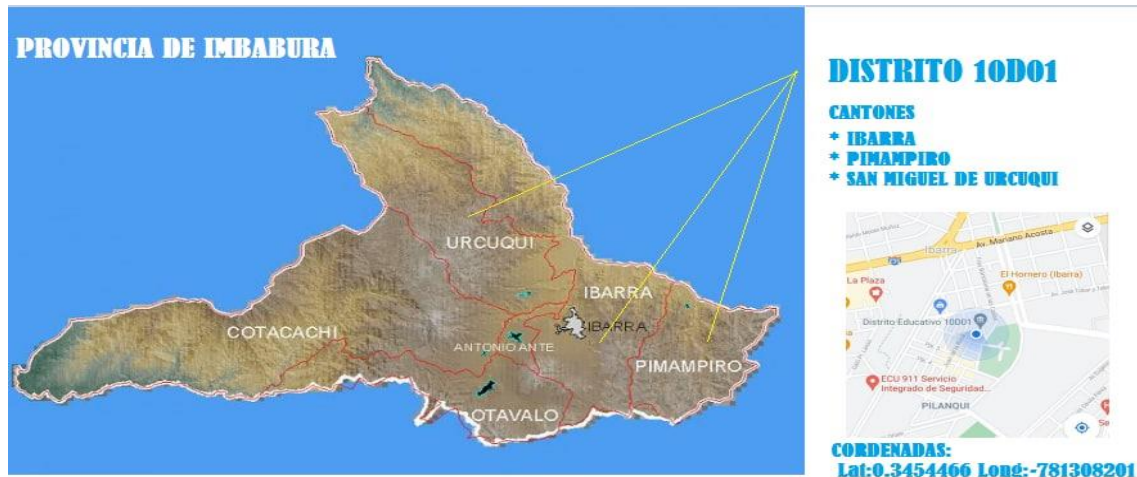 PROVINCIA DE IMBABURA
URCUQUI
IBARRA
IBARRA
COTACACHI
ANTONIO ANTE
PIMAMPIRO
OTAVALO
DISTRITO 10D01
CANTONES
* IBARRA
* PIMAMPIRO
* SAN MIGUEL DE URCUQUI
Ibarra
Av. Mariano Acosta
La Plaza
El Hornero (Ibarra)
Distrito Educativo 10D01
ECU 911 Servicio
Integrado de Seguridad...
PILANQUI
CORDENADAS:
Lat:0.3454466 Long:-781308201